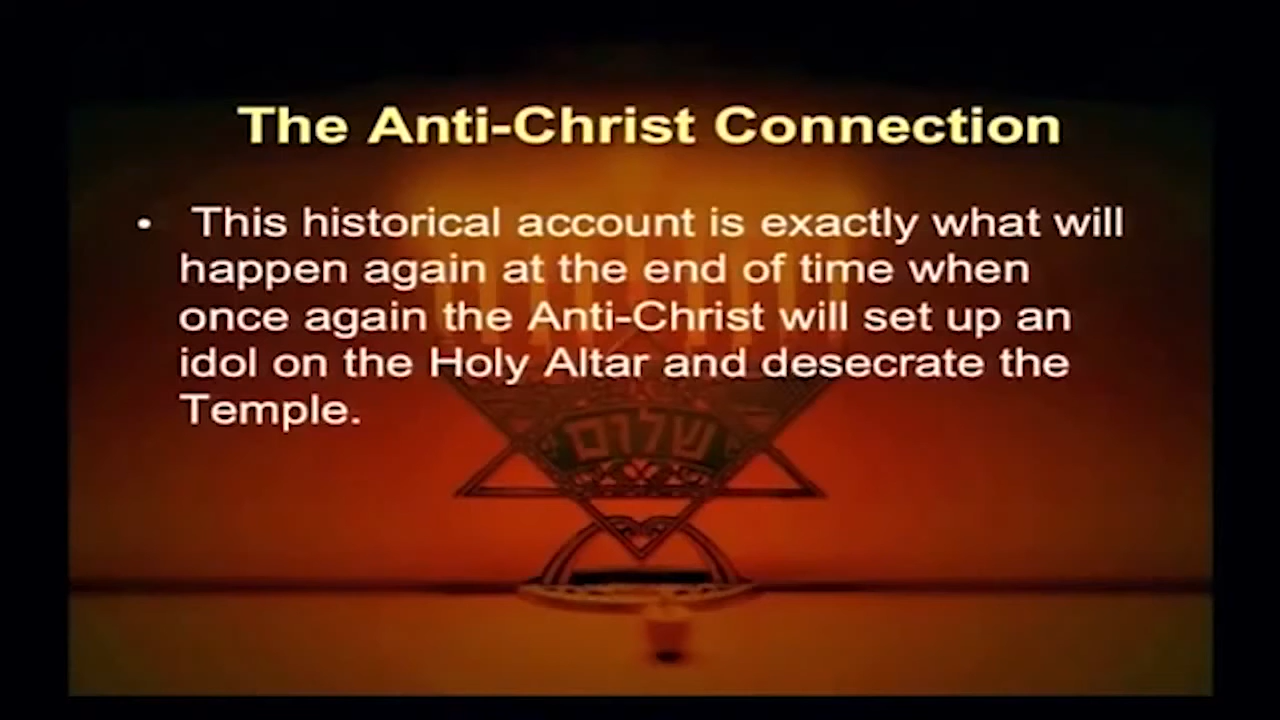 The Anti-Christ Connection
• This historical account is exactly what will
happen again at the end of time when
once again the Anti-Christ will set up an
idol on the Holy Altar and desecrate the
Temple.
שלום